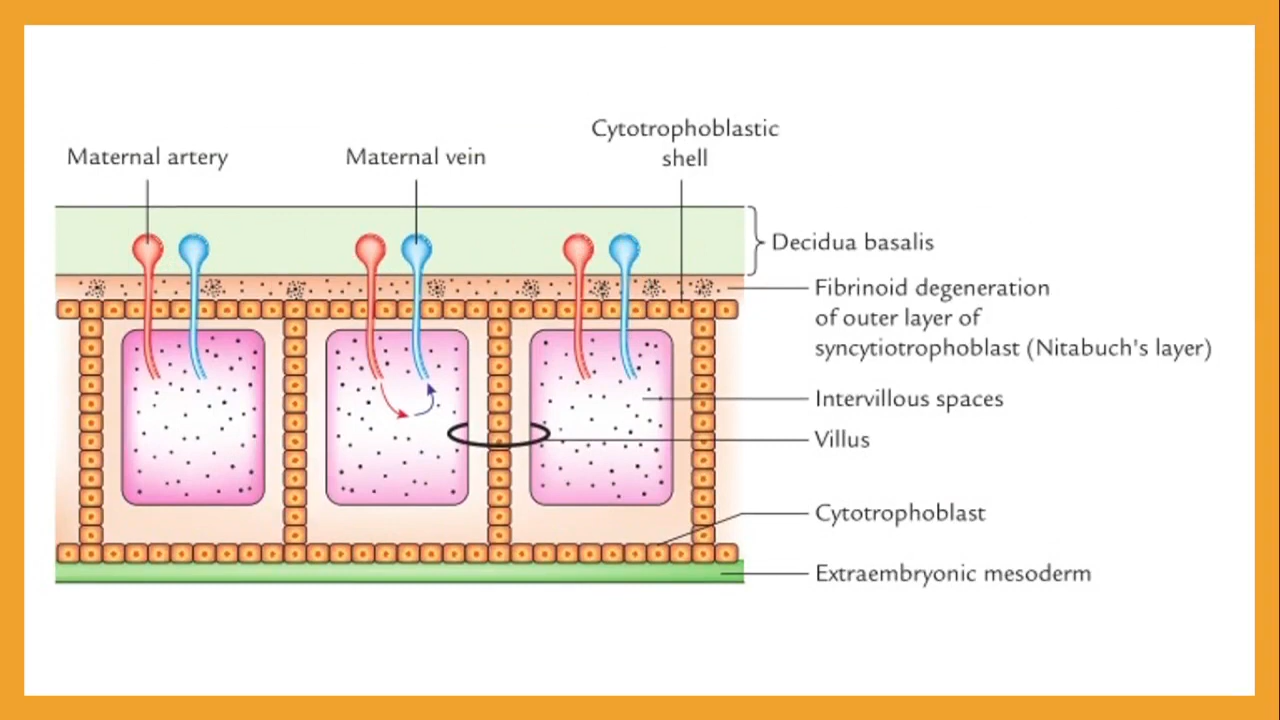 Cytotrophoblastic
shell
Maternal artery
Maternal vein
Decidua basalis
Fibrinoid degeneration
of outer layer of
syncytiotrophoblast (Nitabuch's layer)
Intervillous spaces
Villus
Cytotrophoblast
Extraembryonic mesoderm